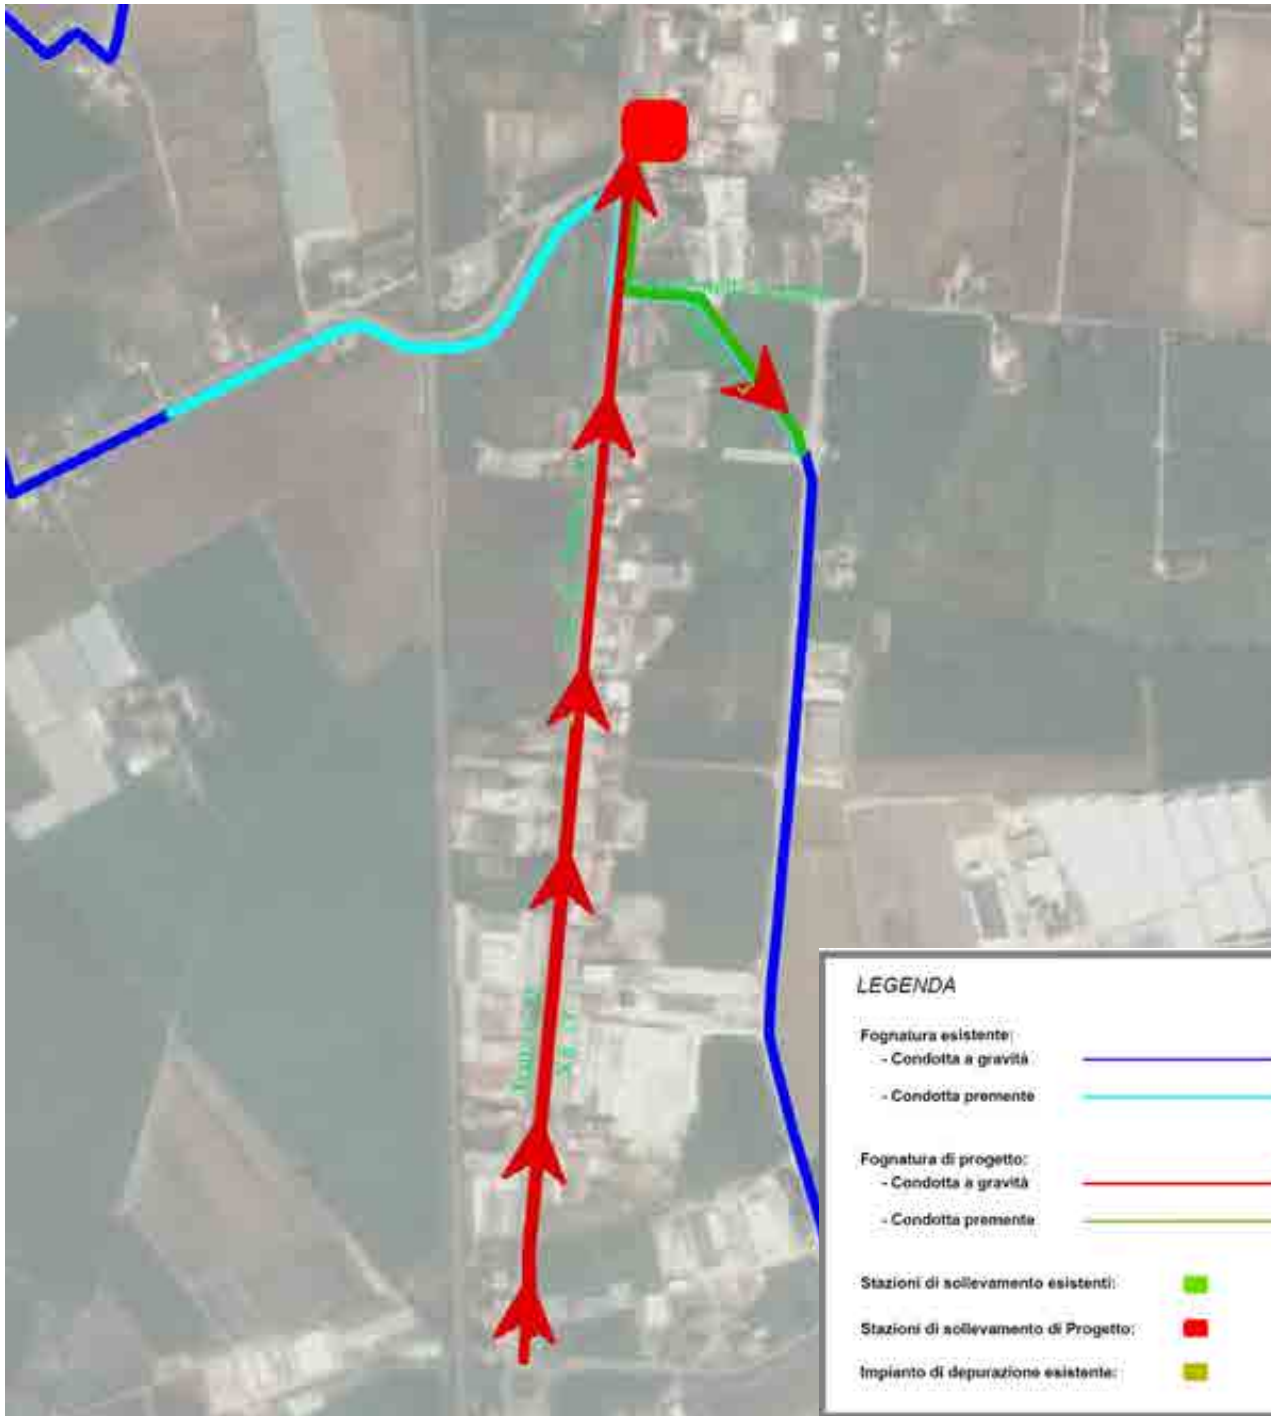 LEGENDA
Fognatura esistente:
- Condotta a gravità
- Condotta premente
Fognatura di progetto:
- Condotta a gravità
- Condotta premente
Stazioni di sollevamento esistenti:
Stazioni di sollevamento di Progetto:
Impianto di depurazione esistente: